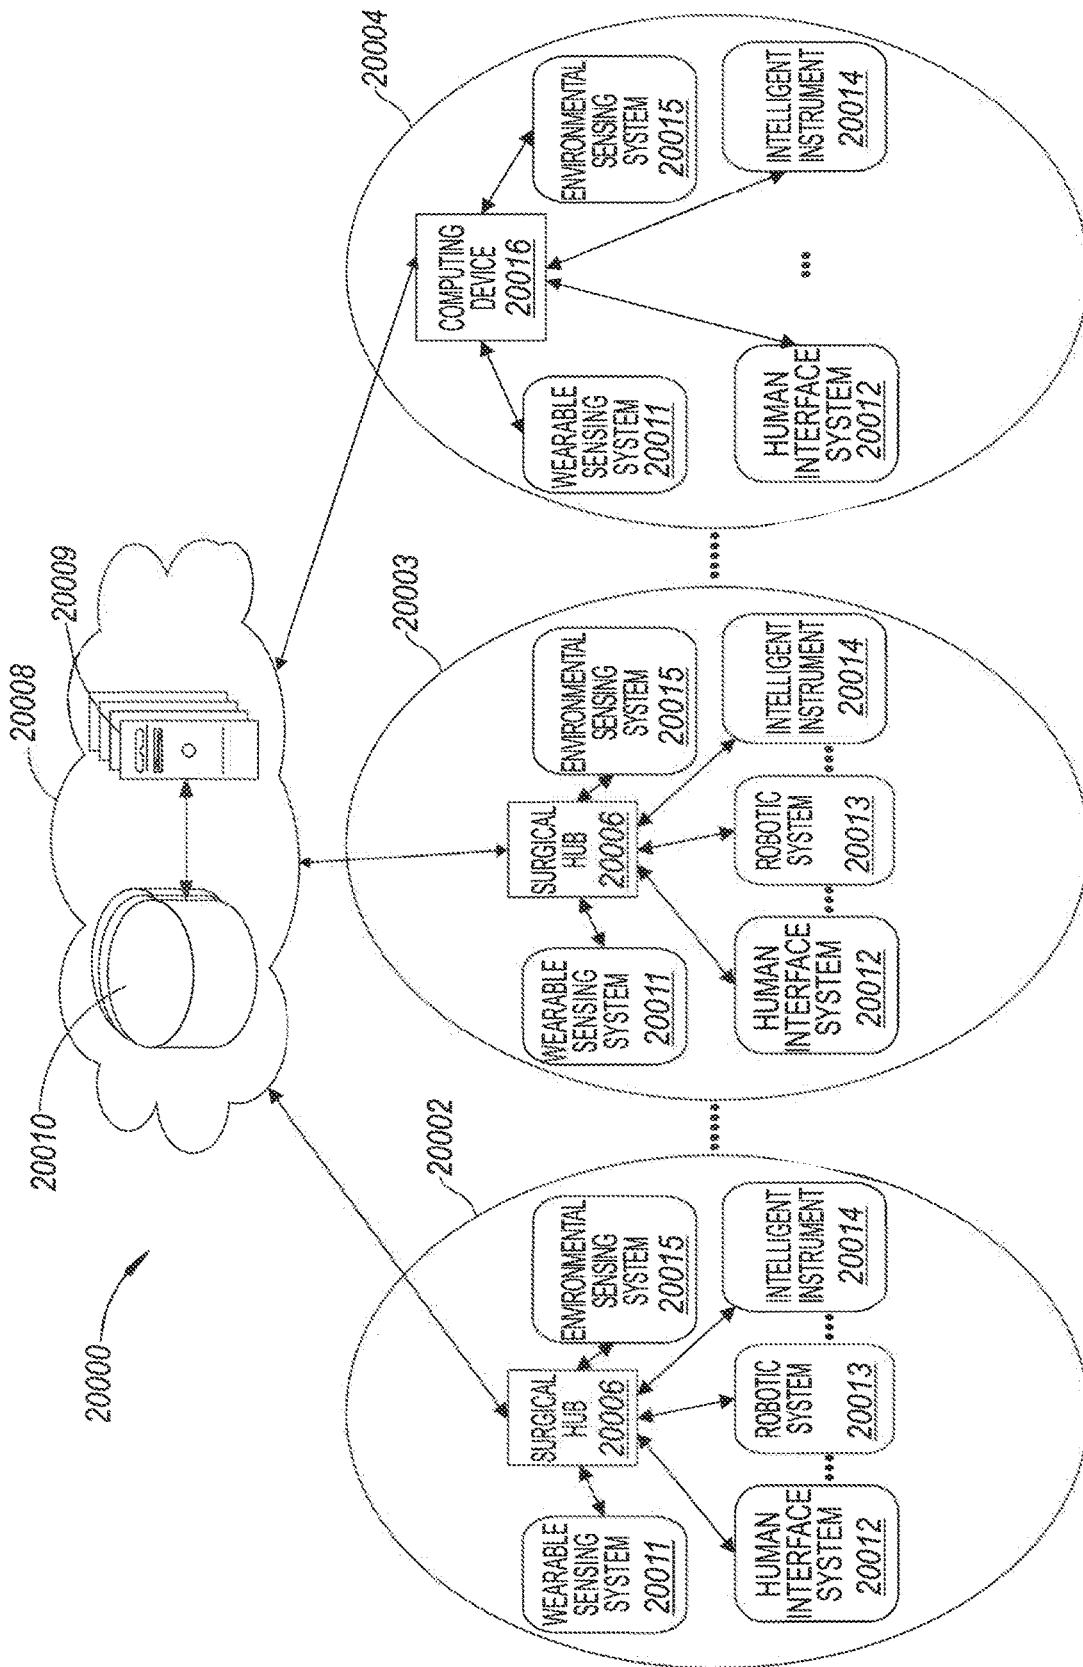 20000
20010
20008
20009
20002
SURGICAL
HUB
20006
WEARABLE
SENSING
SYSTEM
20011
ENVIRONMENTAL
SENSING
SYSTEM
20015
HUMAN
INTERFACE
SYSTEM
20012
ROBOTIC
SYSTEM
20013
INTELLIGENT
INSTRUMENT
20014
20003
SURGICAL
HUB
20006
WEARABLE
SENSING
SYSTEM
20011
ENVIRONMENTAL
SENSING
SYSTEM
20015
HUMAN
INTERFACE
SYSTEM
20012
ROBOTIC
SYSTEM
20013
INTELLIGENT
INSTRUMENT
20014
20004
COMPUTING
DEVICE
20016
WEARABLE
SENSING
SYSTEM
20011
ENVIRONMENTAL
SENSING
SYSTEM
20015
HUMAN
INTERFACE
SYSTEM
20012
INTELLIGENT
INSTRUMENT
20014